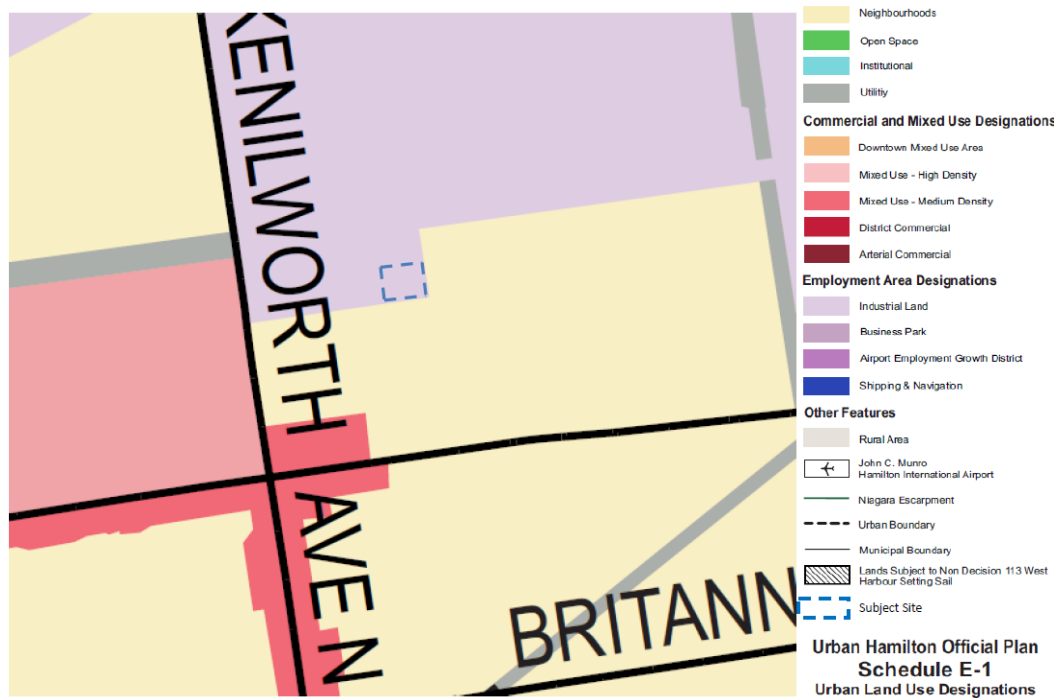 KENILWORTH AVE N
BRITANN
Neighbourhoods
Open Space
Institutional
Utilitiy
Commercial and Mixed Use Designations
Downtown Mixed Use Area
Mixed Use - High Density
Mixed Use - Medium Density
District Commercial
Arterial Commercial
Employment Area Designations
Industrial Land
Business Park
Airport Employment Growth District
Shipping & Navigation
Other Features
Rural Area
John C. Munro
Hamilton International Airport
Niagara Escarpment
Urban Boundary
Municipal Boundary
Lands Subject to Non Decision 113 West
Harbour Setting Sail
Subject Site
Urban Hamilton Official Plan
Schedule E-1
Urban Land Use Designations